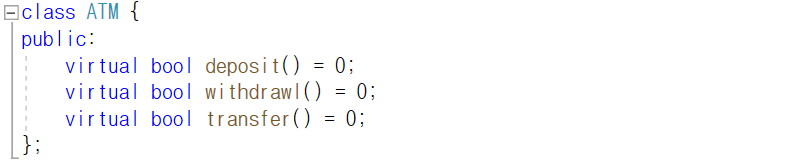 class ATM {
public:
virtual bool deposit() = 0;
virtual bool withdrawl() = 0;
virtual bool transfer() = 0;
};